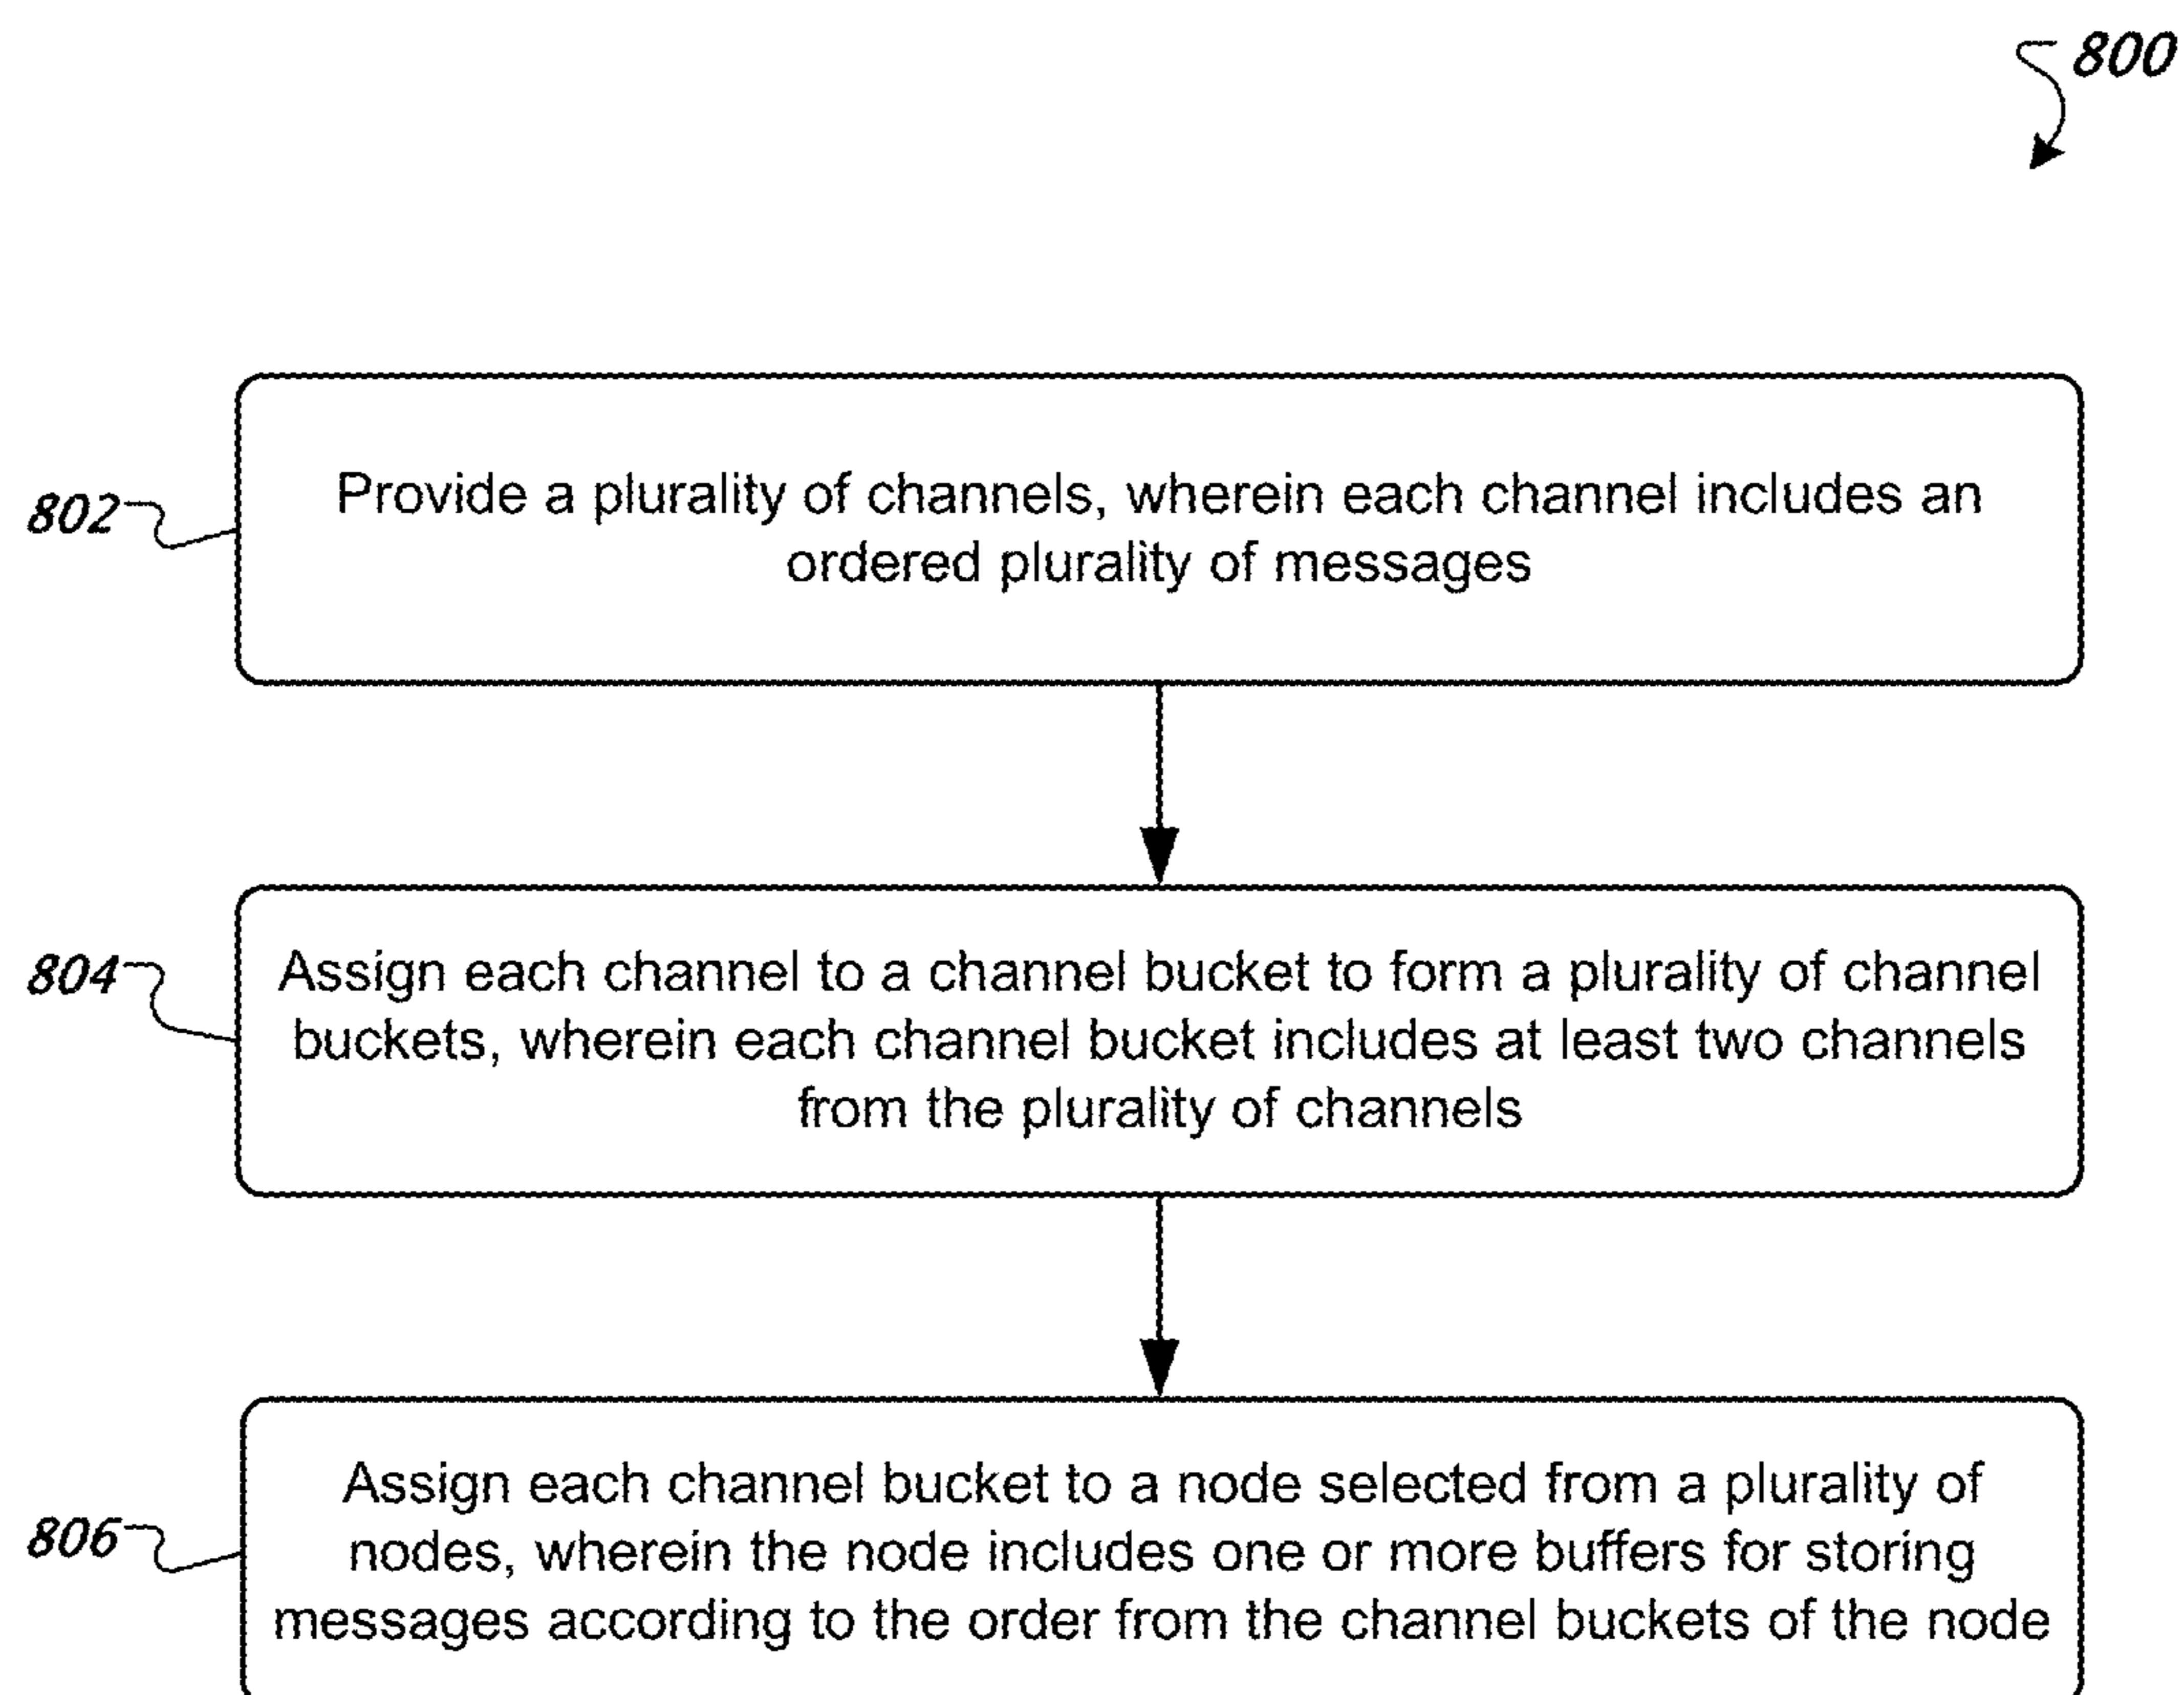 800
802
Provide a plurality of channels, wherein each channel includes an
ordered plurality of messages
804
Assign each channel to a channel bucket to form a plurality of channel
buckets, wherein each channel bucket includes at least two channels
from the plurality of channels
806
Assign each channel bucket to a node selected from a plurality of
nodes, wherein the node includes one or more buffers for storing
messages according to the order from the channel buckets of the node